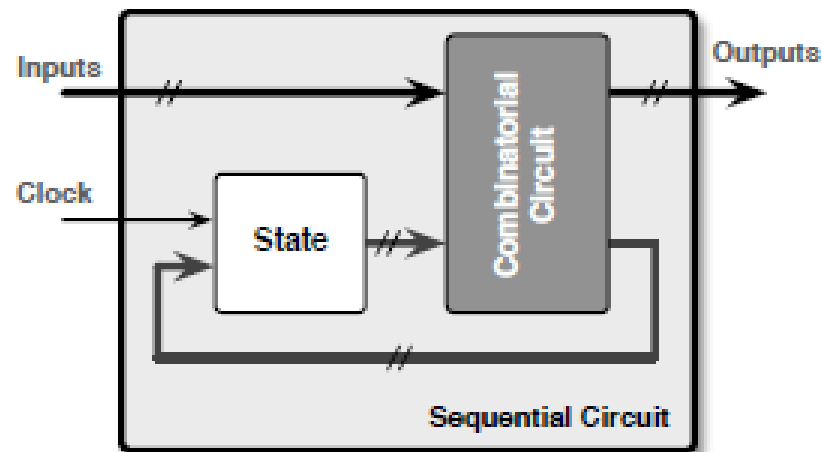 Inputs
Outputs
Combinatorial
Circuit
Clock
State
Sequential Circuit